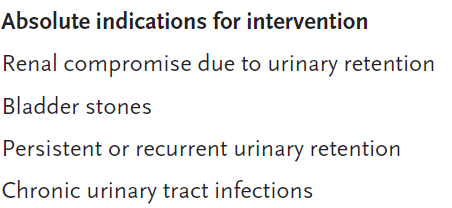 Absolute indications for intervention
Renal compromise due to urinary retention
Bladder stones
Persistent or recurrent urinary retention
Chronic urinary tract infections